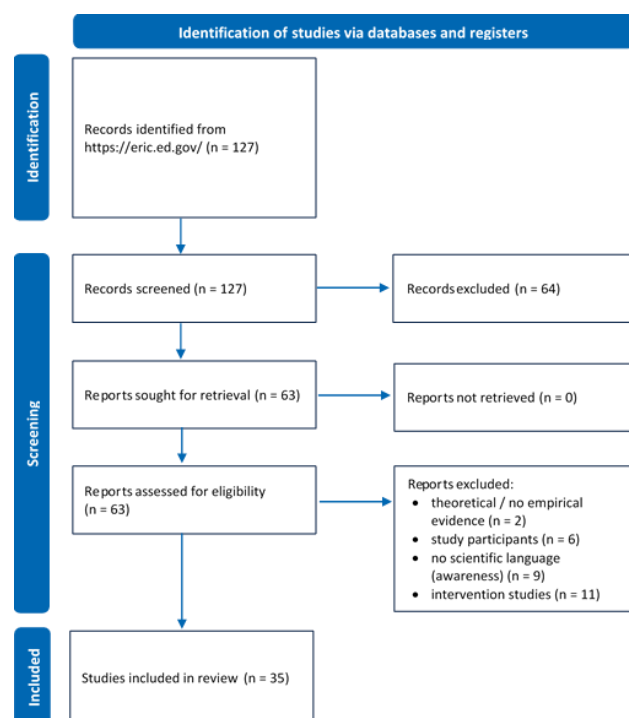 Identification of studies via databases and registers
Identification
Records identified from
https://eric.ed.gov/ (n = 127)
Screening
Records screened (n = 127)
Records excluded (n = 64)
Reports sought for retrieval (n = 63)
Reports not retrieved (n = 0)
Reports assessed for eligibility
(n = 63)
Reports excluded:
• theoretical / no empirical
evidence (n = 2)
• study participants (n = 6)
• no scientific language
(awareness) (n = 9)
• intervention studies (n = 11)
Included
Studies included in review (n = 35)